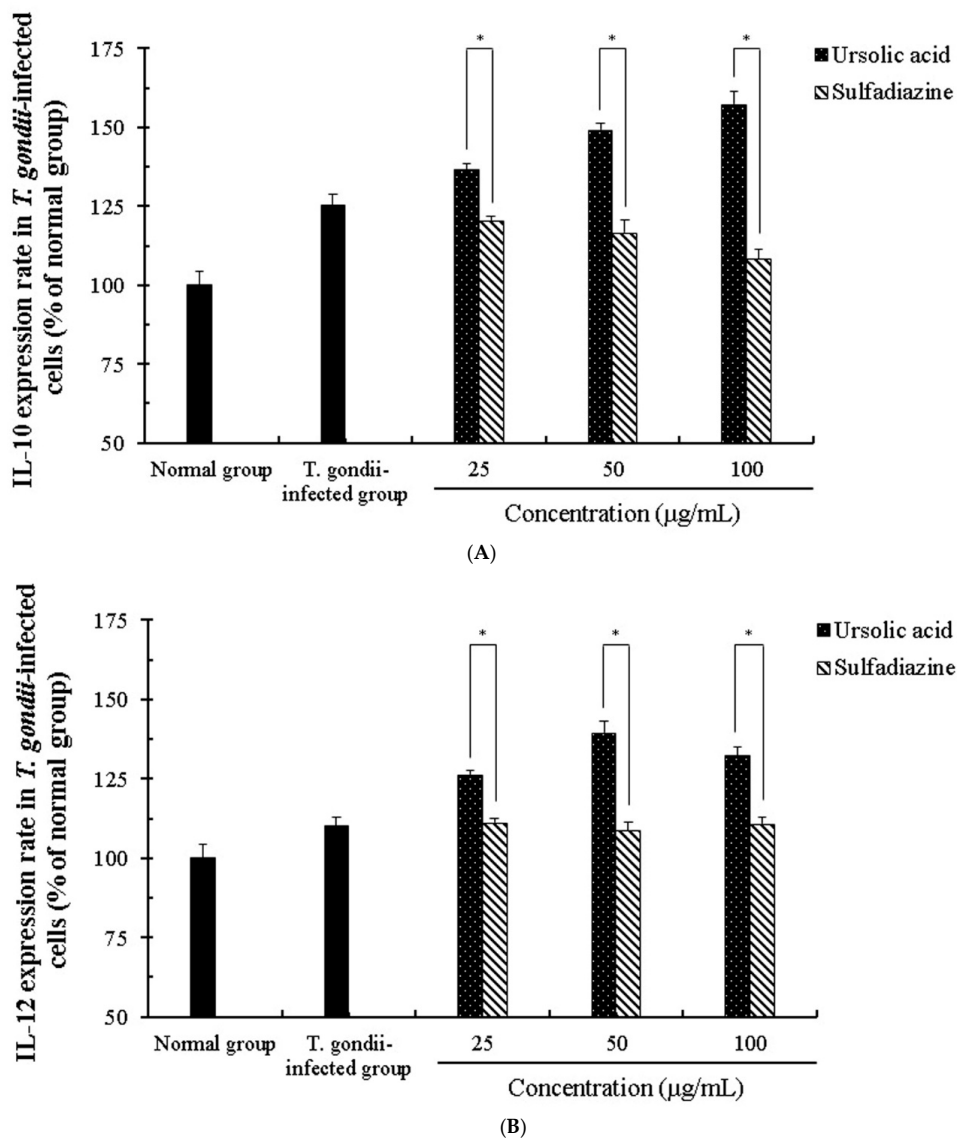 IL-10 expression rate in T. gondii-infected
cells (% of normal group)
175
150
125
100
75
50
* * *
Ursolic acid
Sulfadiazine
Normal group
T. gondii-
infected group
25 50 100
Concentration (µg/mL)
(A)
IL-12 expression rate in T. gondii-infected
cells (% of normal group)
175
150
125
100
75
50
* * *
Ursolic acid
Sulfadiazine
Normal group
T. gondii-
infected group
25 50 100
Concentration (µg/mL)
(B)